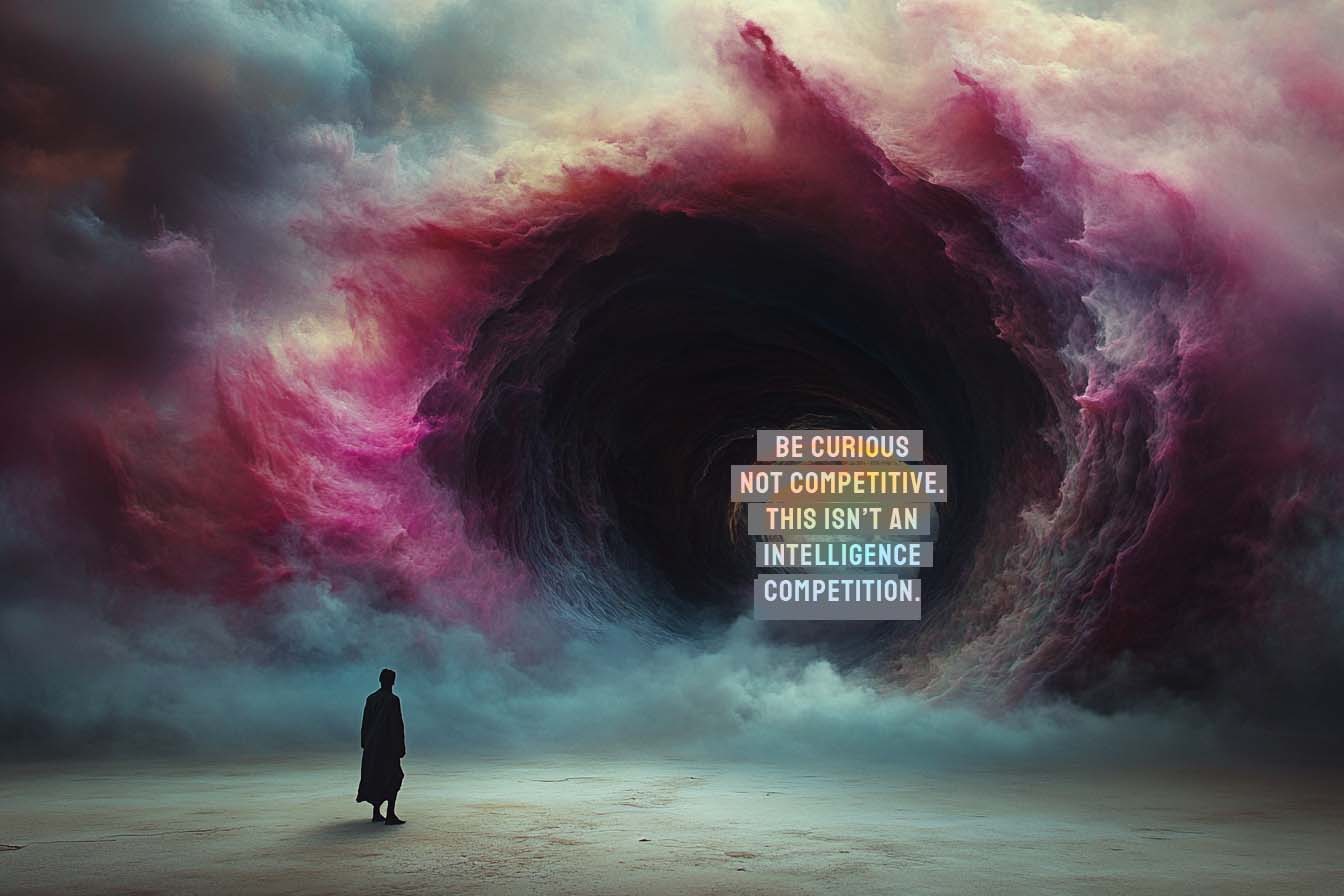 BE CURIOUS
NOT COMPETITIVE.
THIS ISN'T AN
INTELLIGENCE
COMPETITION.